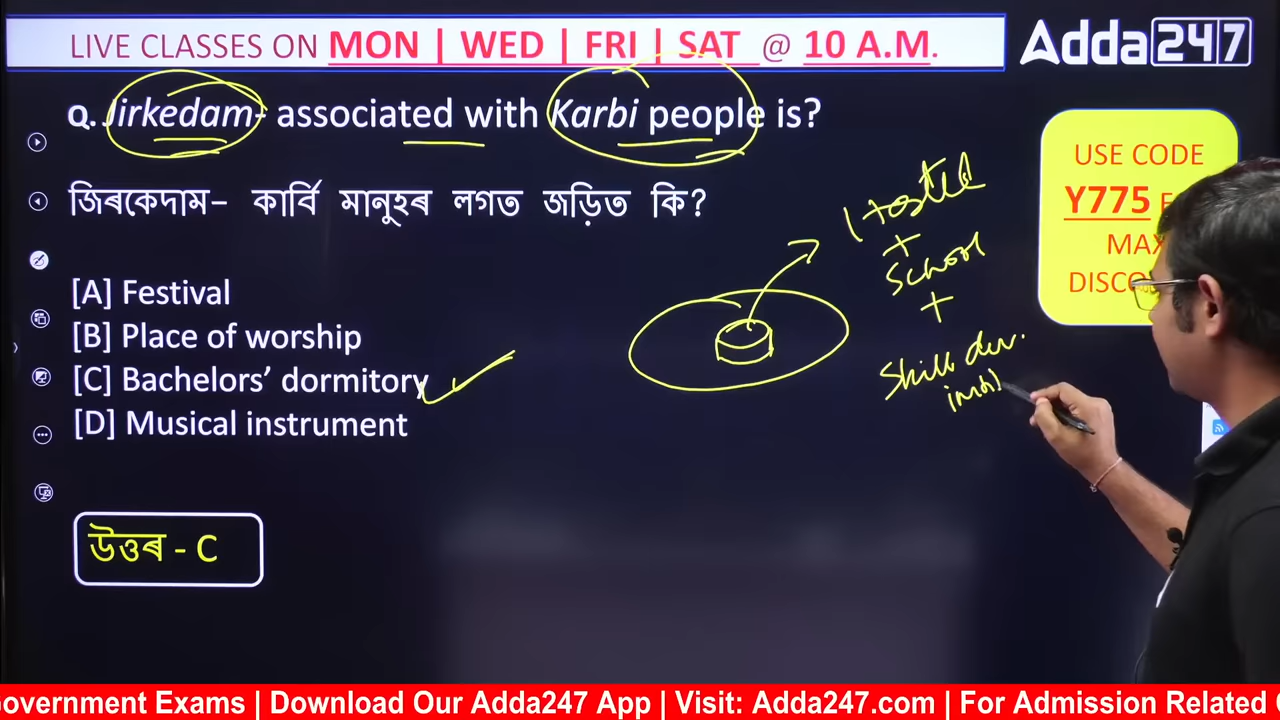 LIVE CLASSES ON MON | WED | FRI | SAT @ 10 A.M.
Adda247
Q. Jirkedam- associated with Karbi people is?
জিৰকেদাম- কাৰ্বি মানুহৰ লগত জড়িত কি?
[A] Festival
[B] Place of worship
[C] Bachelors' dormitory
[D] Musical instrument
উত্তৰ - C
Hostel
+
School
+
Skill dev.
USE CODE
Y775 F
MAX
DISCO
Government Exams | Download Our Adda247 App | Visit: Adda247.com | For Admission Related